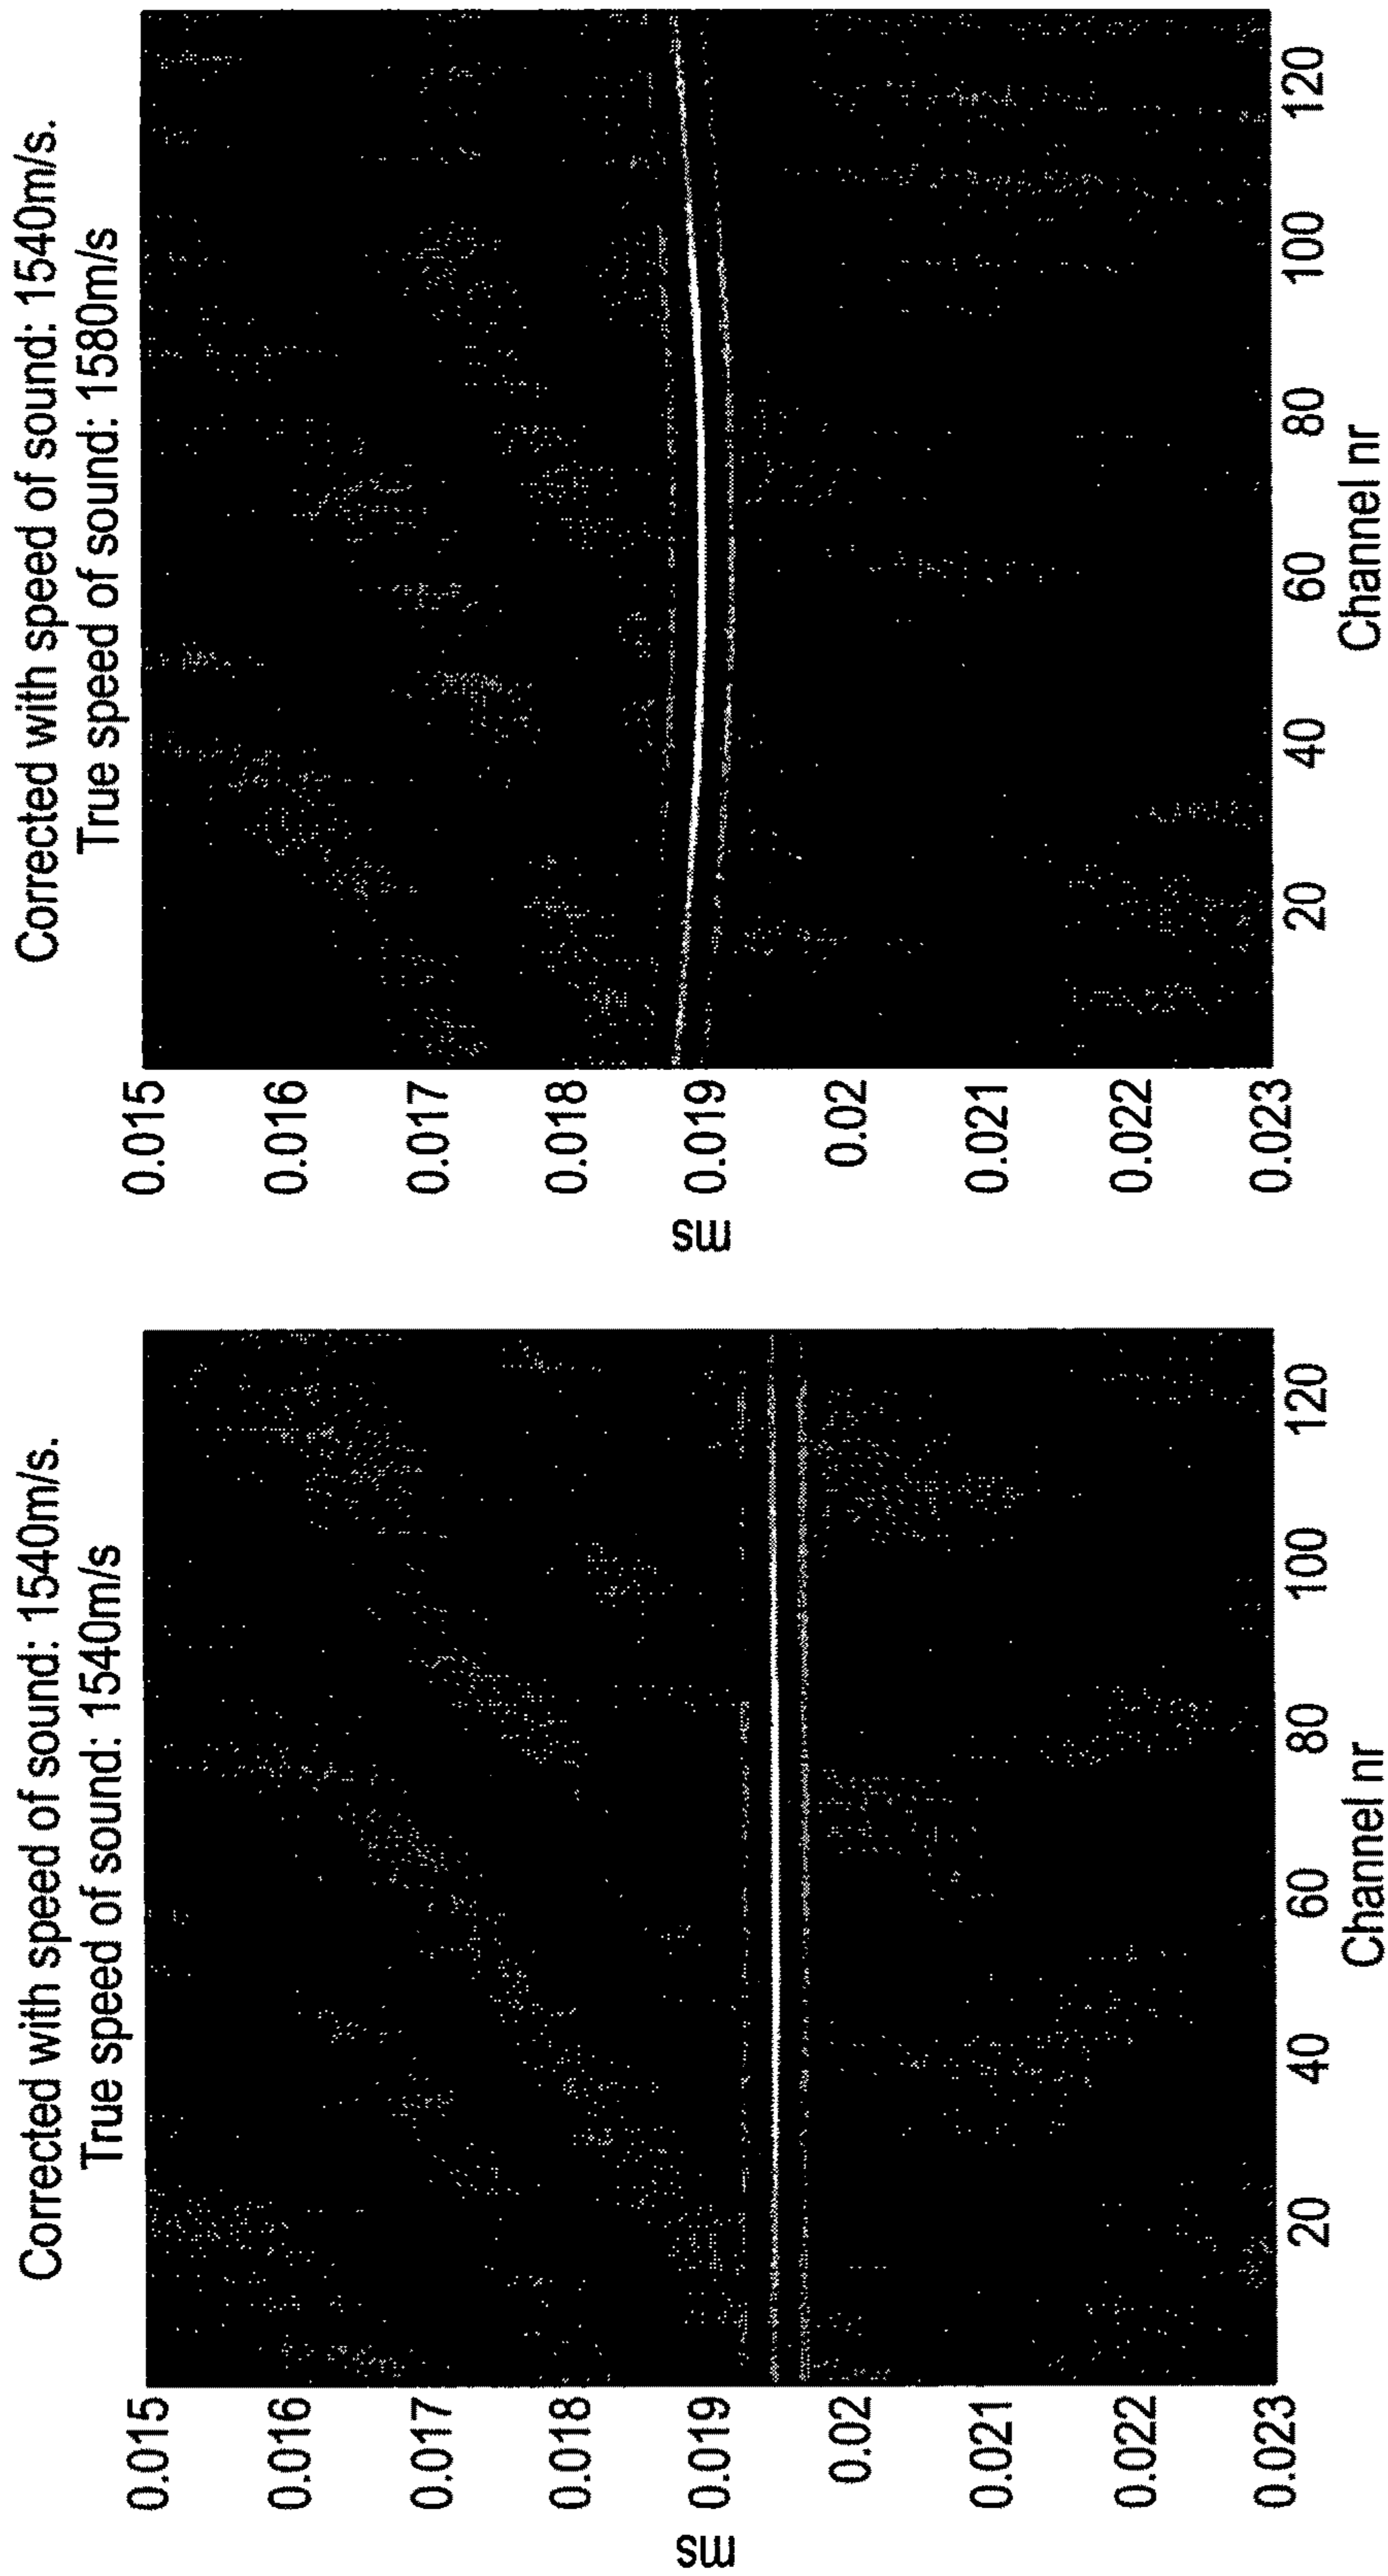 Corrected with speed of sound: 1540m/s.
True speed of sound: 1540m/s
ms
0.015
0.016
0.017
0.018
0.019
0.02
0.021
0.022
0.023
20 40 60 80 100 120
Channel nr
Corrected with speed of sound: 1540m/s.
True speed of sound: 1580m/s
ms
0.015
0.016
0.017
0.018
0.019
0.02
0.021
0.022
0.023
20 40 60 80 100 120
Channel nr